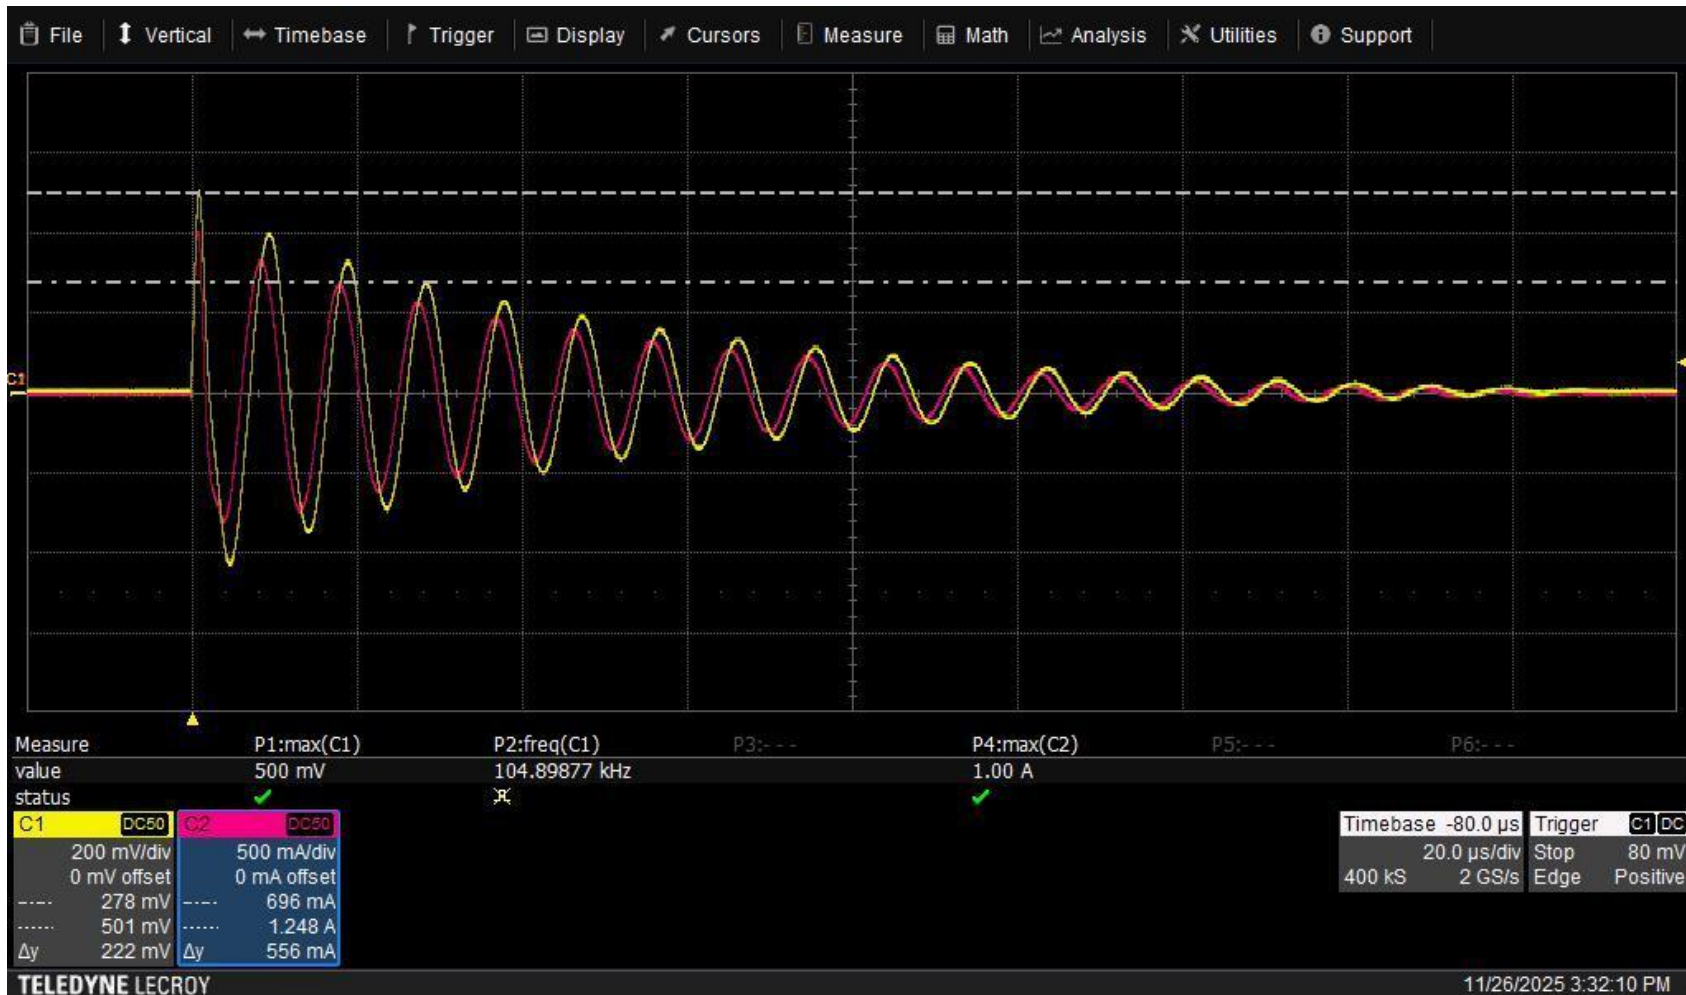 File Vertical Timebase Trigger Display Cursors Measure Math Analysis Utilities Support
C1
Measure P1:max(C1) P2:freq(C1) P3:- - - P4:max(C2) P5:- - - P6:- - -
value 500 mV 104.89877 kHz 1.00 A
status
C1 DC50 C2 DC50 Timebase -80.0 µs Trigger C1 DC
200 mV/div 500 mA/div 20.0 µs/div Stop 80 mV
0 mV offset 0 mA offset 400 kS 2 GS/s Edge Positive
278 mV 696 mA
501 mV 1.248 A
Δy 222 mV Δy 556 mA
TELEDYNE LECROY 11/26/2025 3:32:10 PM